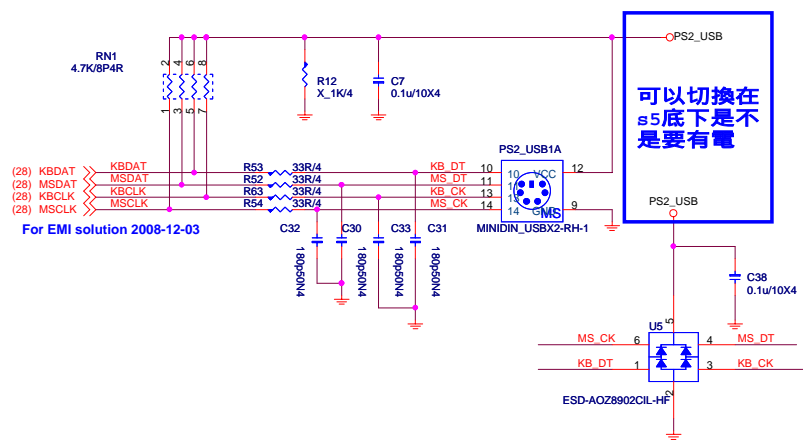 RN1
4.7K/8P4R
2
4
6
8
1
3
5
7
R12
X_1K/4
C7
0.1u/10X4
PS2_USB
可以切換在
s5底下是不
是要有電
PS2_USB1A
(28) KBDAT KBDAT R53 33R/4 KB_DT 10 10 VCC 12
(28) MSDAT MSDAT R52 33R/4 MS_DT 11 11
(28) KBCLK KBCLK R63 33R/4 KB_CK 13 13
(28) MSCLK MSCLK R54 33R/4 MS_CK 14 14 GND MS 9
MINIDIN_USBX2-RH-1
For EMI solution 2008-12-03
C32 C30 C33 C31
180p50N4
180p50N4
180p50N4
180p50N4
PS2_USB
C38
0.1u/10X4
U5
5
MS_CK 6 4 MS_DT
KB_DT 1 3 KB_CK
2
ESD-AOZ8902CIL-HF